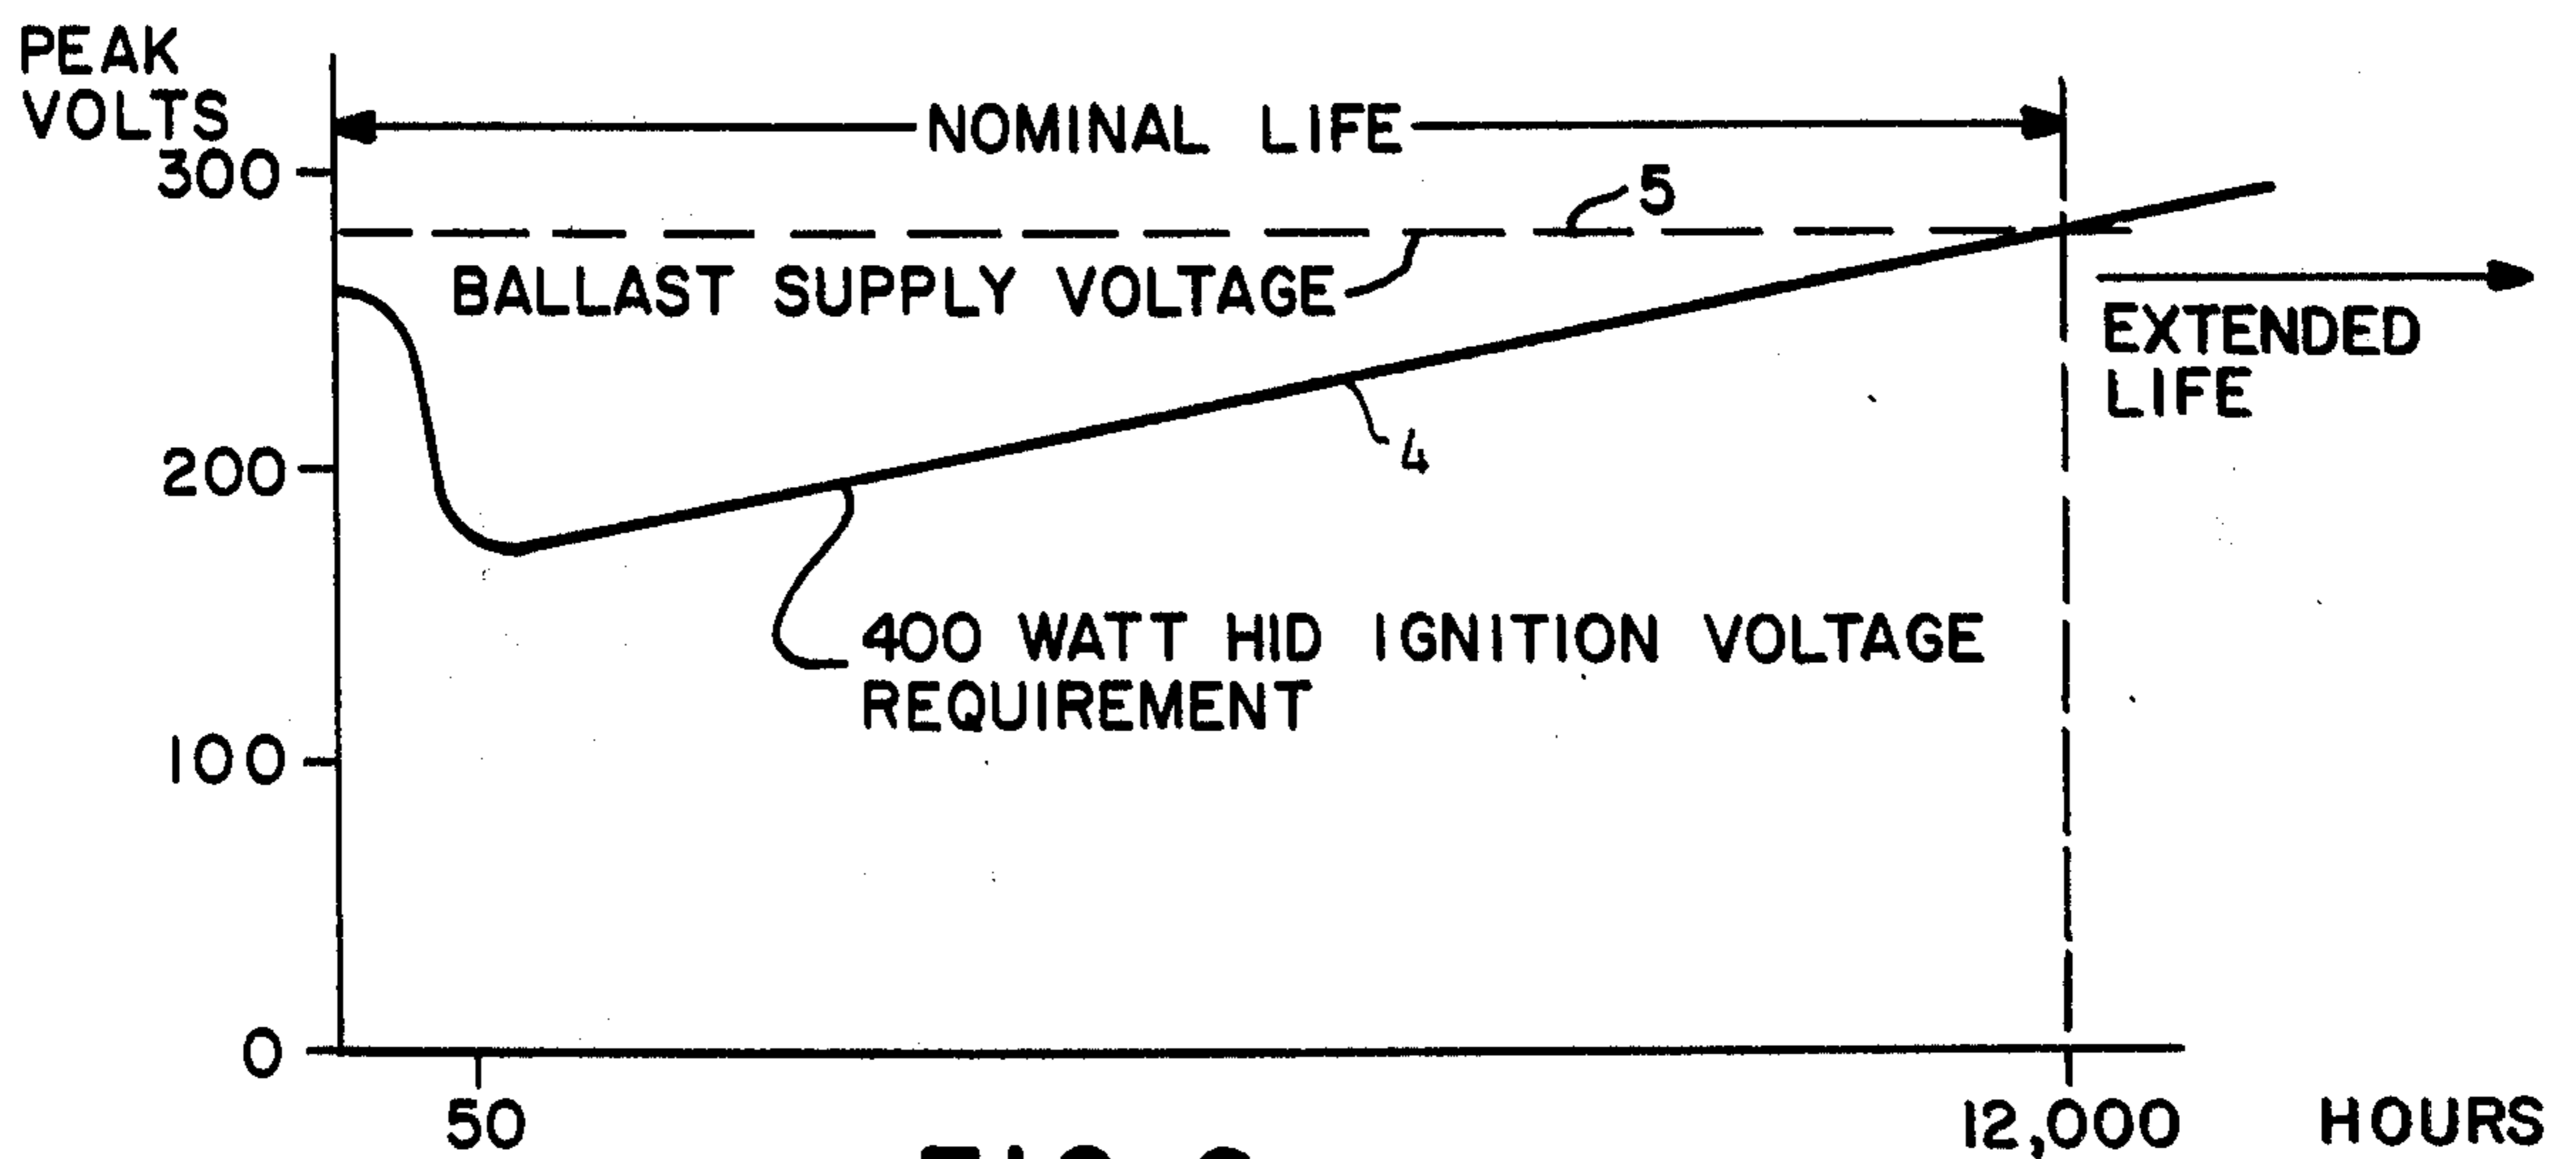 PEAK
VOLTS
300
NOMINAL LIFE
5
BALLAST SUPPLY VOLTAGE
EXTENDED
LIFE
200
4
400 WATT HID IGNITION VOLTAGE
REQUIREMENT
100
0
50
12,000
HOURS